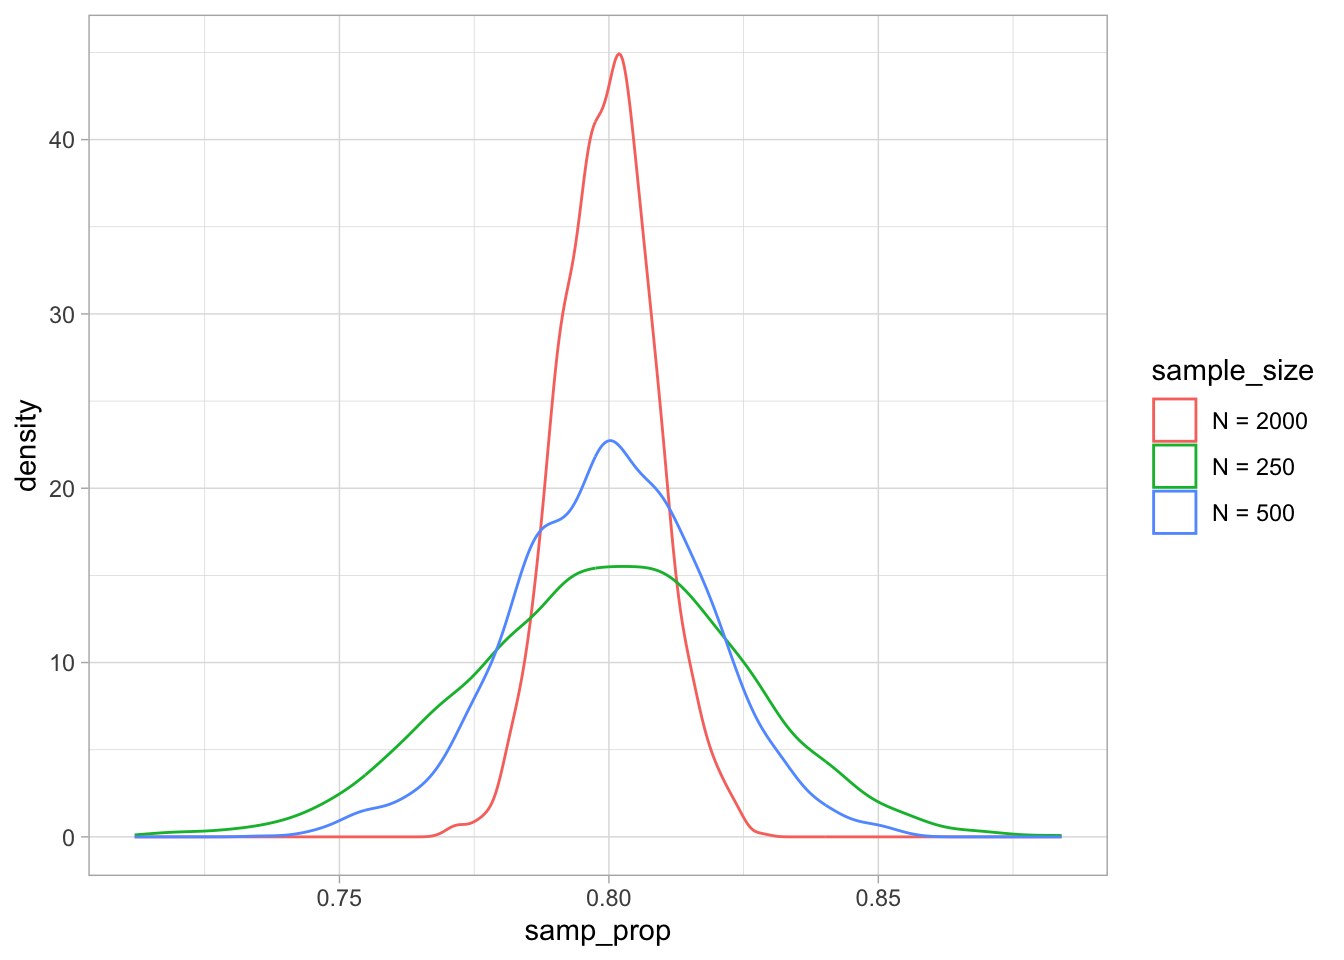 40
30
20
10
0
density
0.75
0.80
0.85
samp_prop
sample_size
N = 2000
N = 250
N = 500